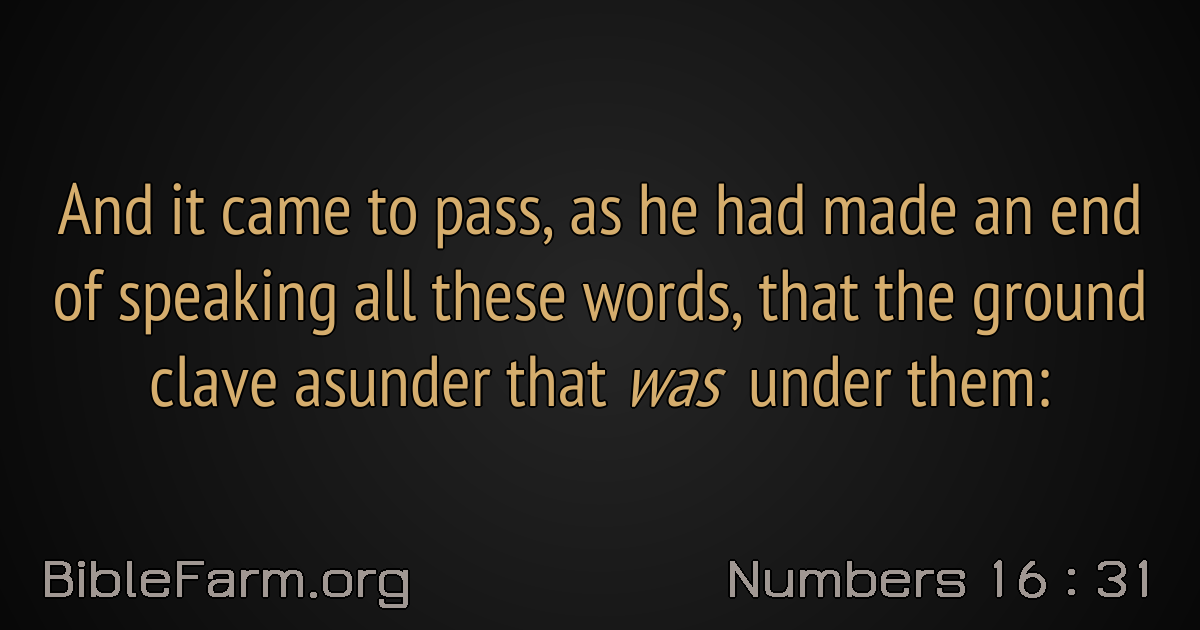 And it came to pass, as he had made an end
of speaking all these words, that the ground
clave asunder that was under them:
BibleFarm.org
Numbers 16 : 31